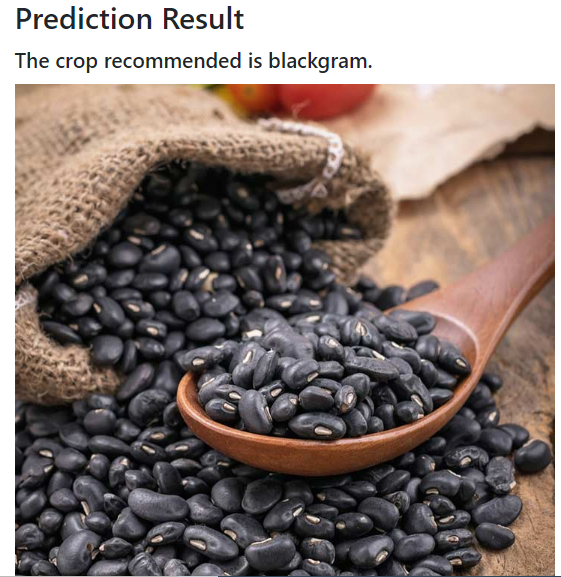 Prediction Result
The crop recommended is blackgram.